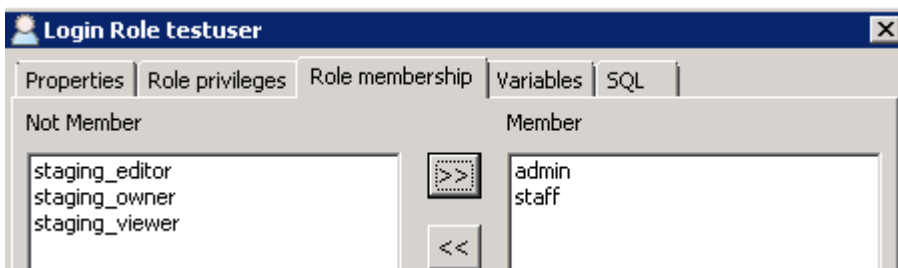 Login Role testuser
Properties Role privileges Role membership Variables SQL
Not Member
Member
staging_editor
staging_owner
staging_viewer
>>
<<
admin
staff